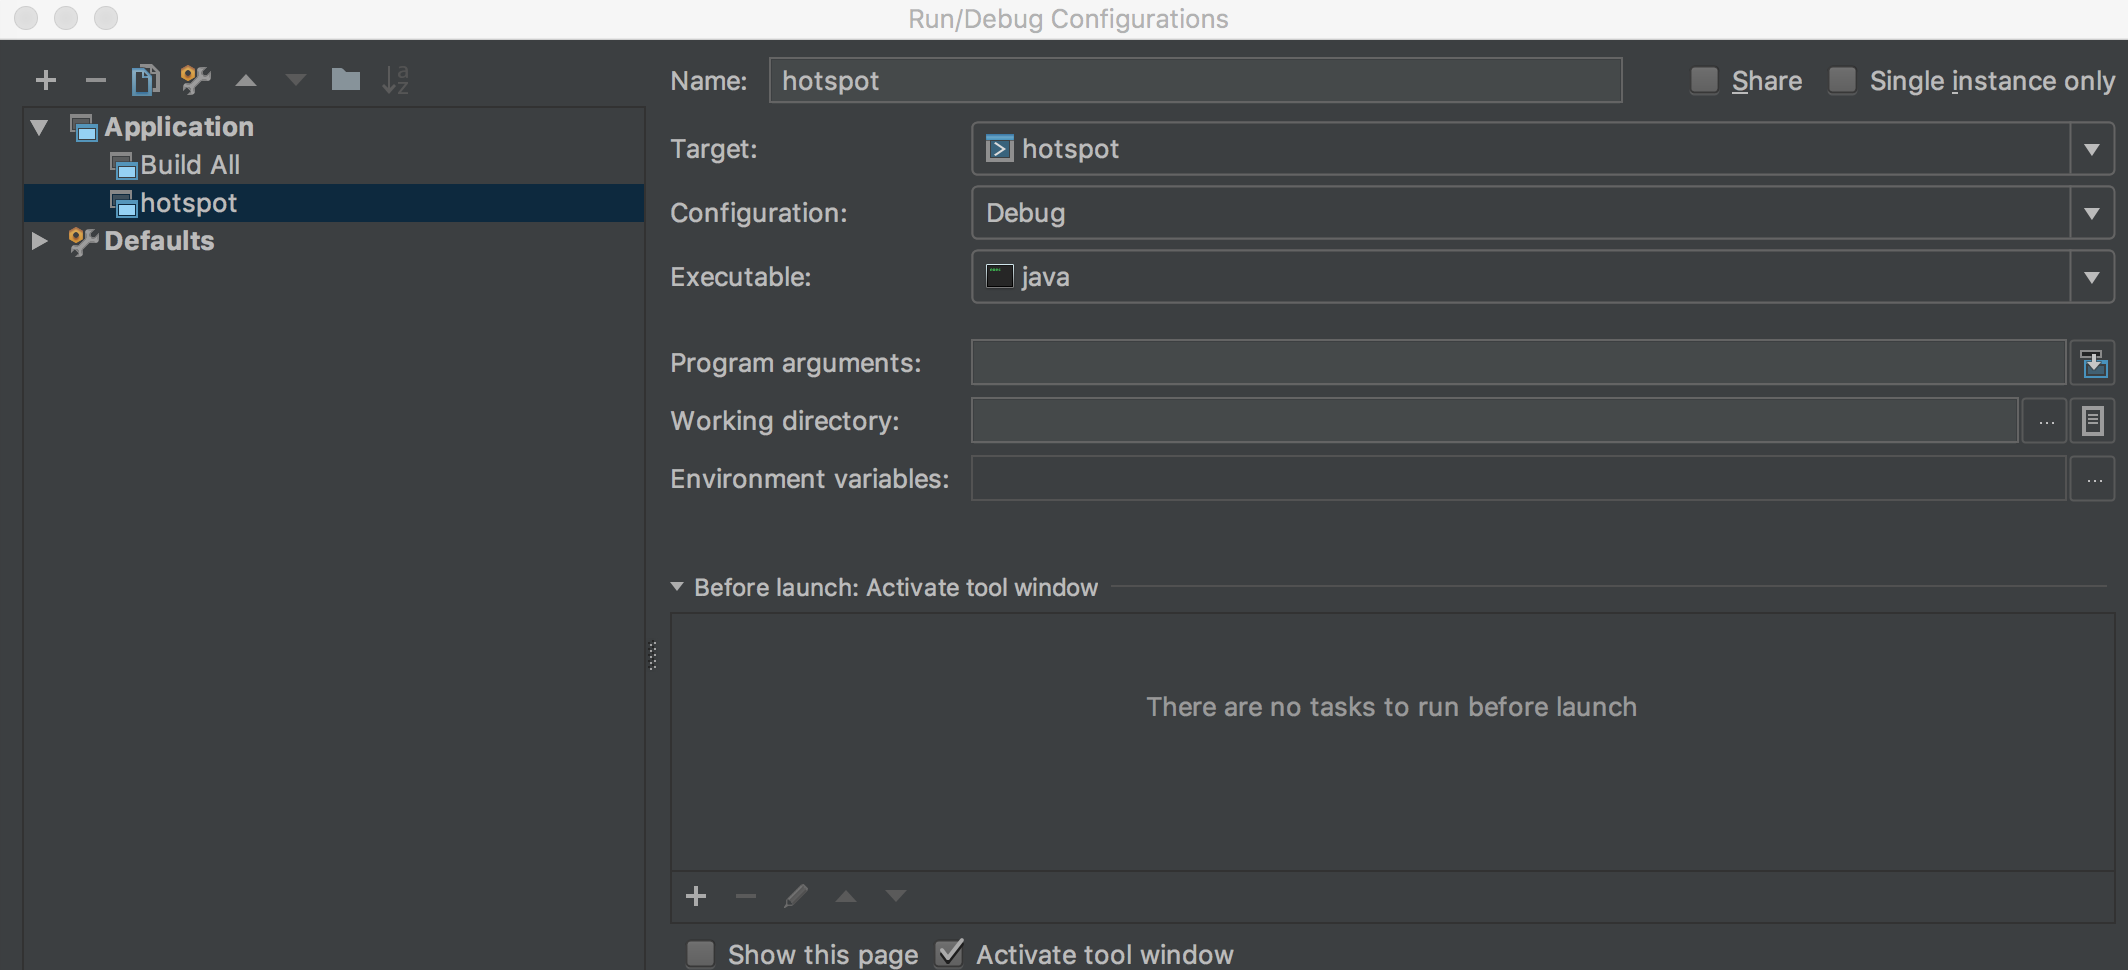 Run/Debug Configurations
Name: hotspot Share Single instance only
Application
Build All
hotspot
Defaults
Target: hotspot
Configuration: Debug
Executable: java
Program arguments:
Working directory: ...
Environment variables: ...
Before launch: Activate tool window
There are no tasks to run before launch
Show this page Activate tool window